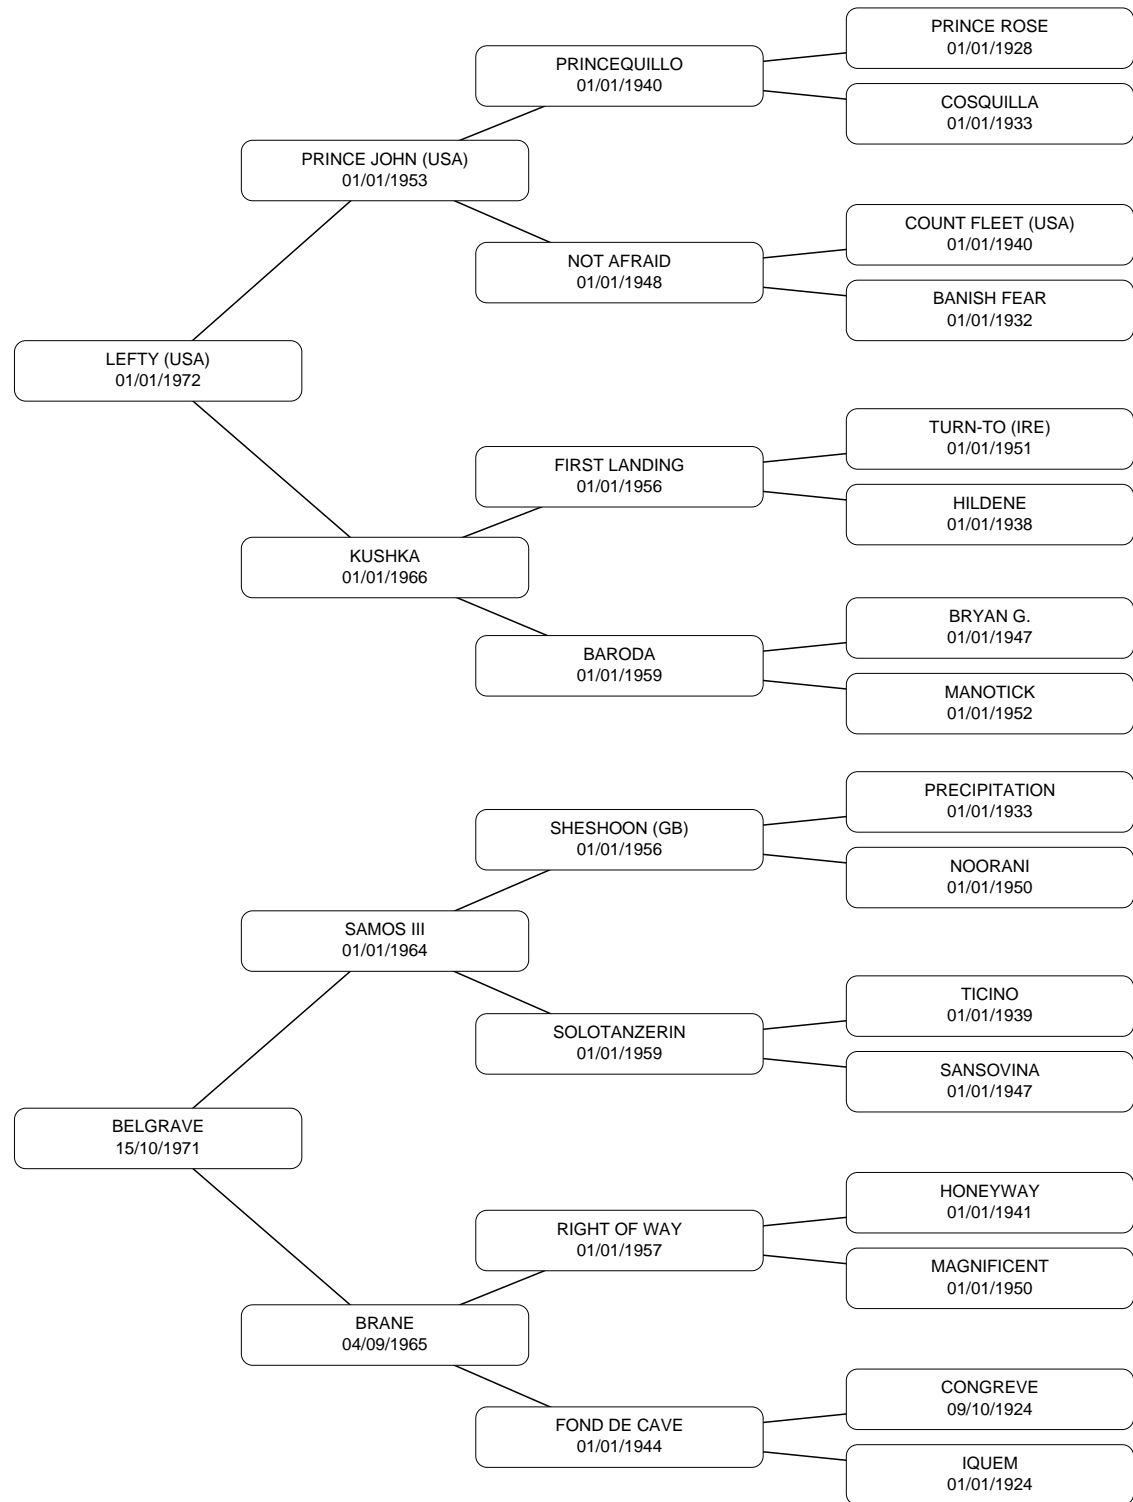 PRINCE ROSE
01/01/1928
PRINCEQUILLO
01/01/1940
COSQUILLA
01/01/1933
PRINCE JOHN (USA)
01/01/1953
COUNT FLEET (USA)
01/01/1940
NOT AFRAID
01/01/1948
BANISH FEAR
01/01/1932
LEFTY (USA)
01/01/1972
TURN-TO (IRE)
01/01/1951
FIRST LANDING
01/01/1956
HILDENE
01/01/1938
KUSHKA
01/01/1966
BRYAN G.
01/01/1947
BARODA
01/01/1959
MANOTICK
01/01/1952
PRECIPITATION
01/01/1933
SHESHOON (GB)
01/01/1956
NOORANI
01/01/1950
SAMOS III
01/01/1964
TICINO
01/01/1939
SOLOTANZERIN
01/01/1959
SANSOVINA
01/01/1947
BELGRAVE
15/10/1971
HONEYWAY
01/01/1941
RIGHT OF WAY
01/01/1957
MAGNIFICENT
01/01/1950
BRANE
04/09/1965
CONGREVE
09/10/1924
FOND DE CAVE
01/01/1944
IQUEM
01/01/1924